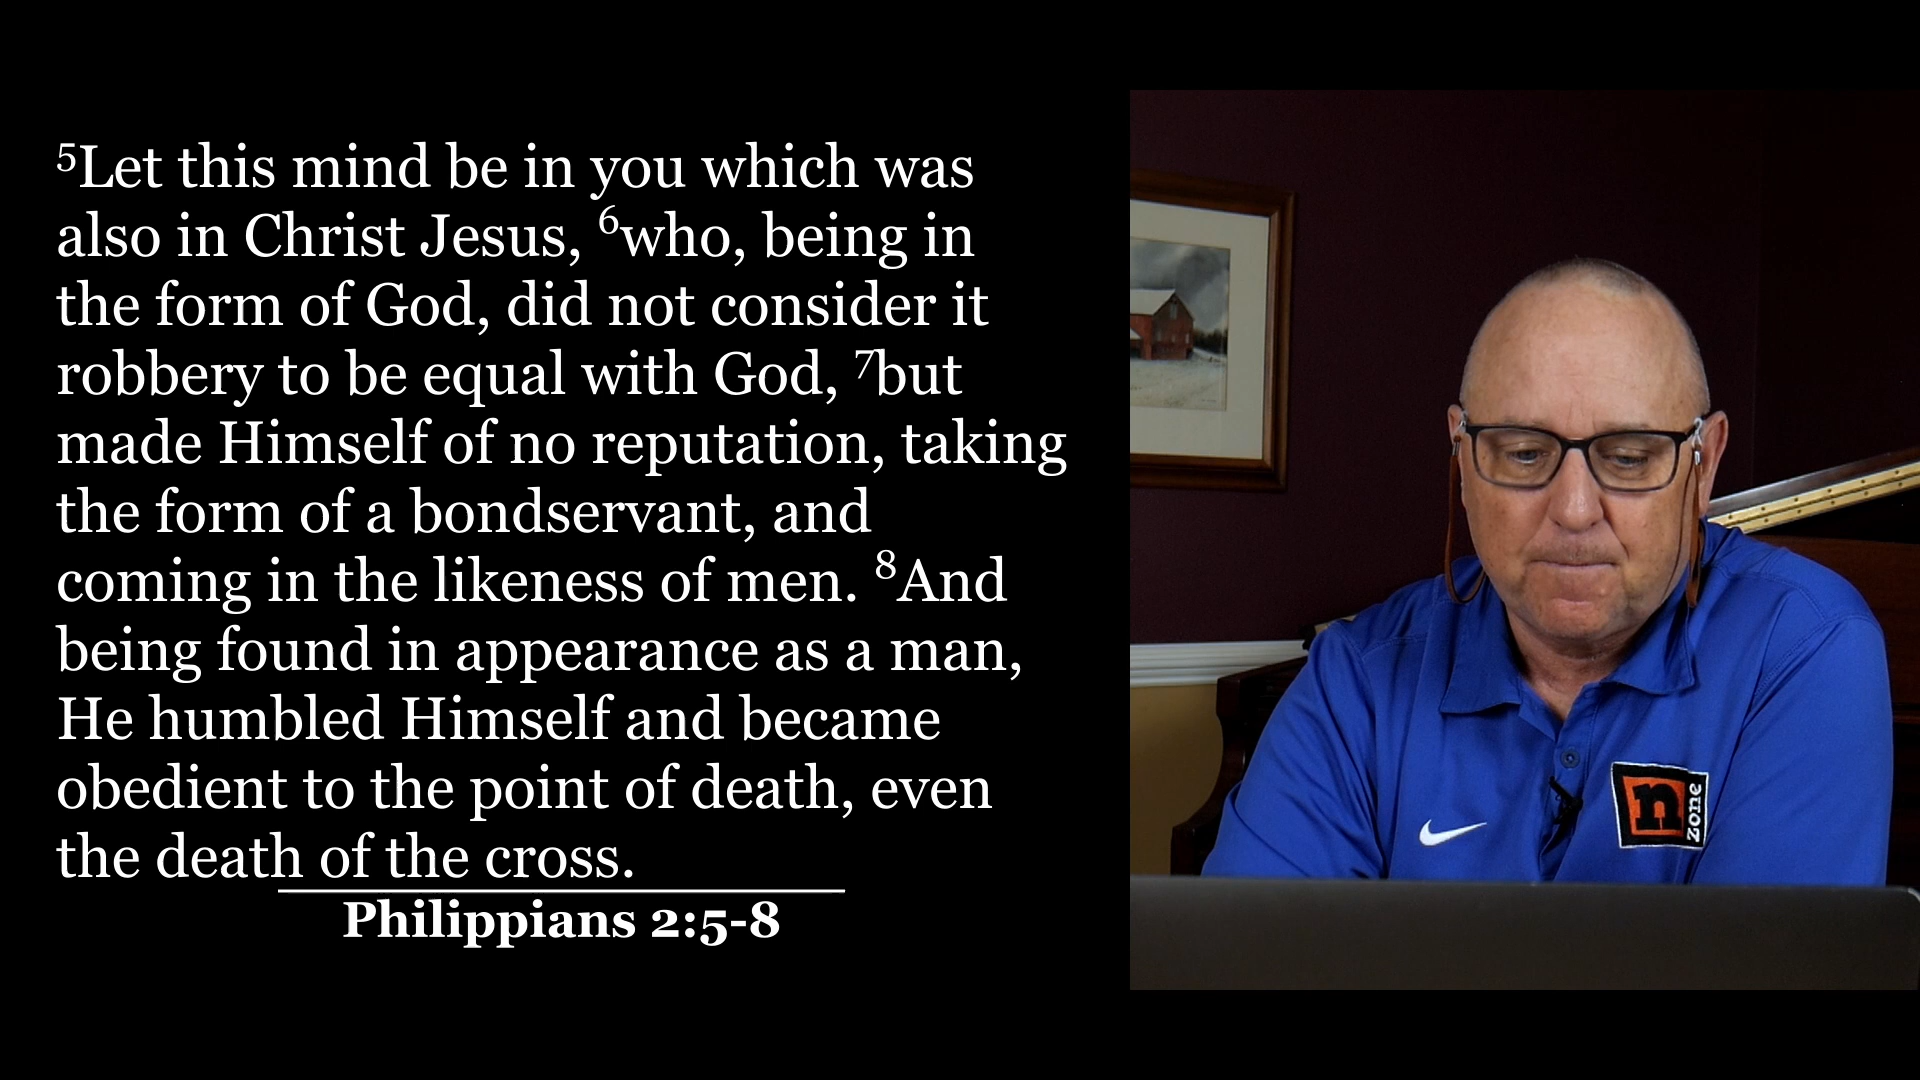 ⁵Let this mind be in you which was
also in Christ Jesus, ⁶who, being in
the form of God, did not consider it
robbery to be equal with God, ⁷but
made Himself of no reputation, taking
the form of a bondservant, and
coming in the likeness of men. ⁸And
being found in appearance as a man,
He humbled Himself and became
obedient to the point of death, even
the death of the cross.
Philippians 2:5-8
n
zone